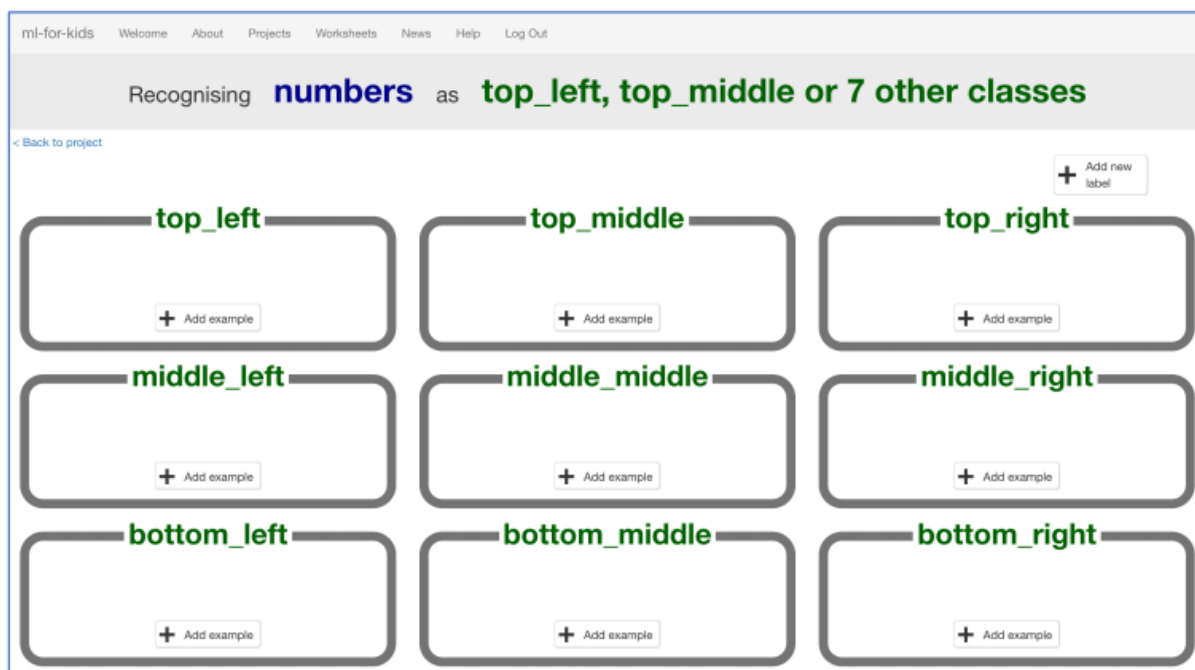 ml-for-kids Welcome About Projects Worksheets News Help Log Out
Recognising numbers as top_left, top_middle or 7 other classes
< Back to project
+ Add new
label
top_left top_middle top_right
+ Add example + Add example + Add example
middle_left middle_middle middle_right
+ Add example + Add example + Add example
bottom_left bottom_middle bottom_right
+ Add example + Add example + Add example